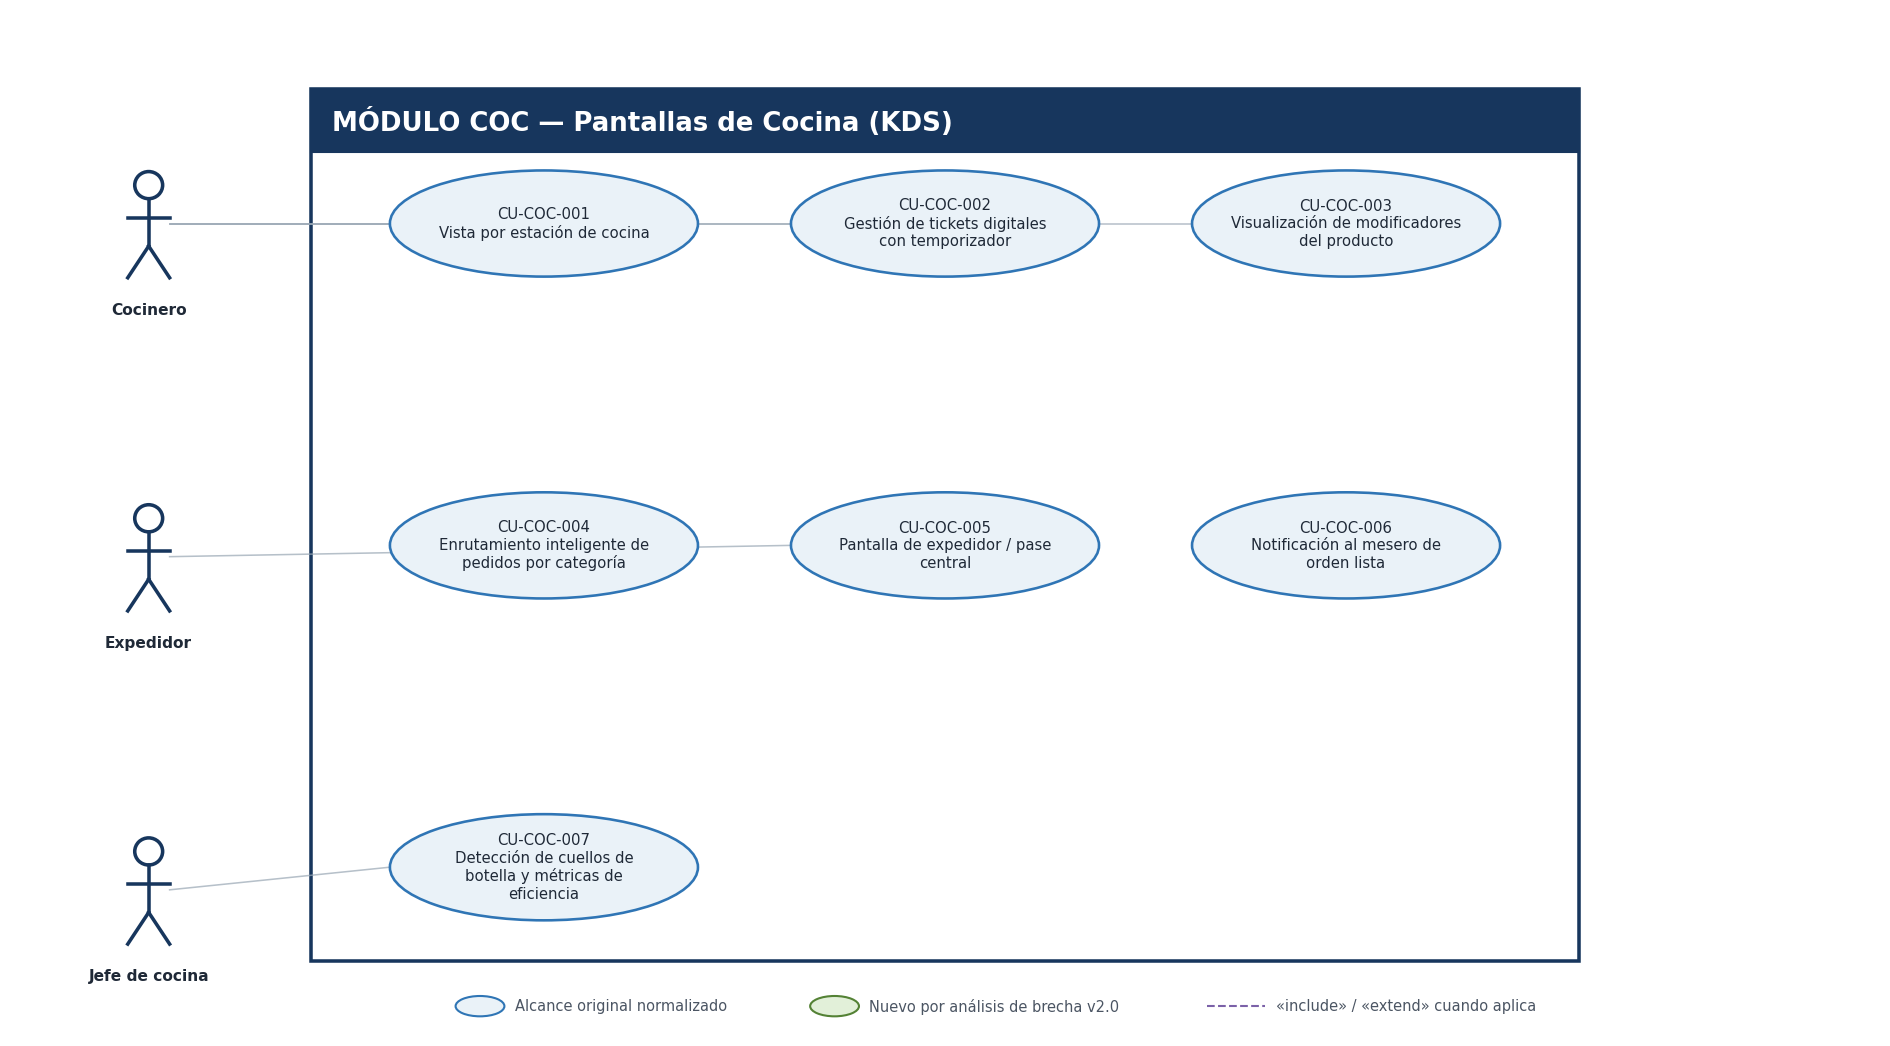 MÓDULO COC — Pantallas de Cocina (KDS)
CU-COC-001
Vista por estación de cocina
CU-COC-002
Gestión de tickets digitales
con temporizador
CU-COC-003
Visualización de modificadores
del producto
Cocinero
CU-COC-004
Enrutamiento inteligente de
pedidos por categoría
CU-COC-005
Pantalla de expedidor / pase
central
CU-COC-006
Notificación al mesero de
orden lista
Expedidor
CU-COC-007
Detección de cuellos de
botella y métricas de
eficiencia
Jefe de cocina
Alcance original normalizado
Nuevo por análisis de brecha v2.0
«include» / «extend» cuando aplica